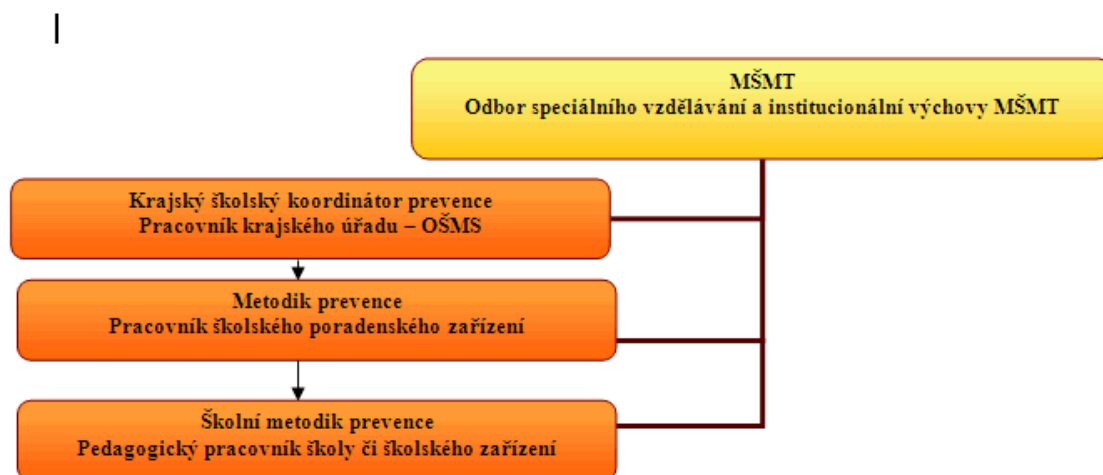 MŠMT
Odbor speciálního vzdělávání a institucionální výchovy MŠMT
Krajský školský koordinátor prevence
Pracovník krajského úřadu – OŠMS
Metodik prevence
Pracovník školského poradenského zařízení
Školní metodik prevence
Pedagogický pracovník školy či školského zařízení